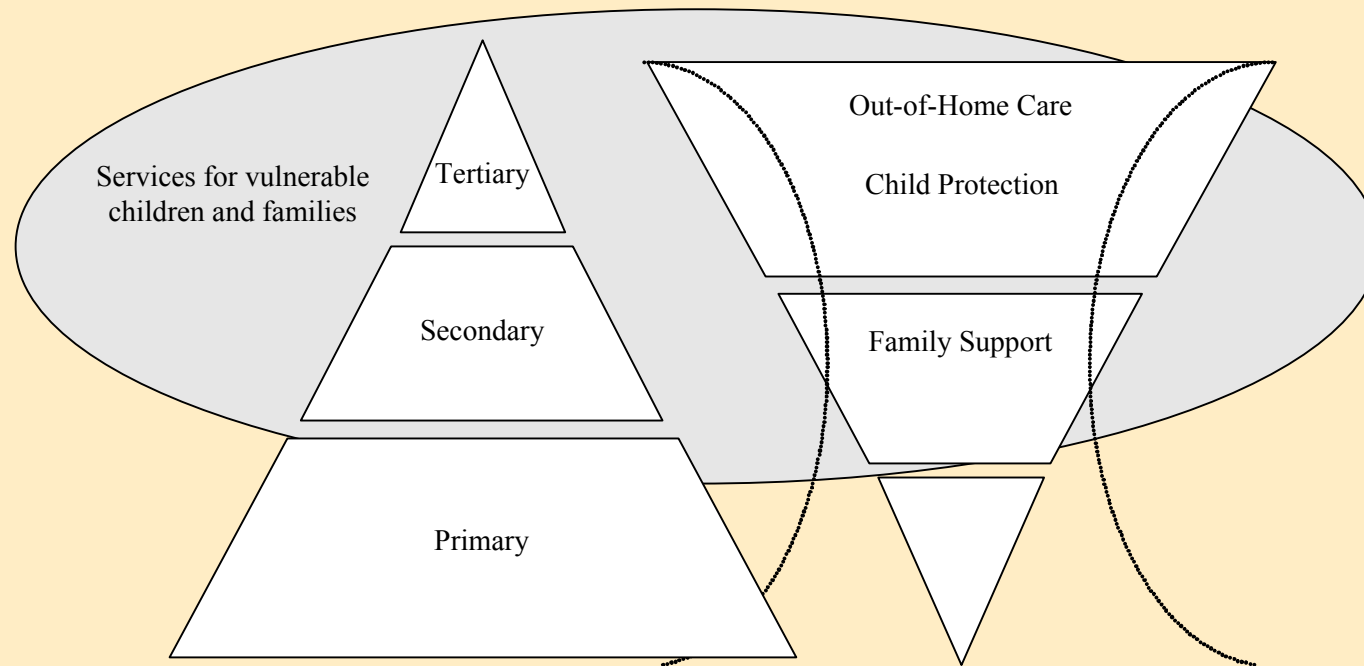 Services for vulnerable
children and families
Tertiary
Secondary
Primary
Out-of-Home Care
Child Protection
Family Support